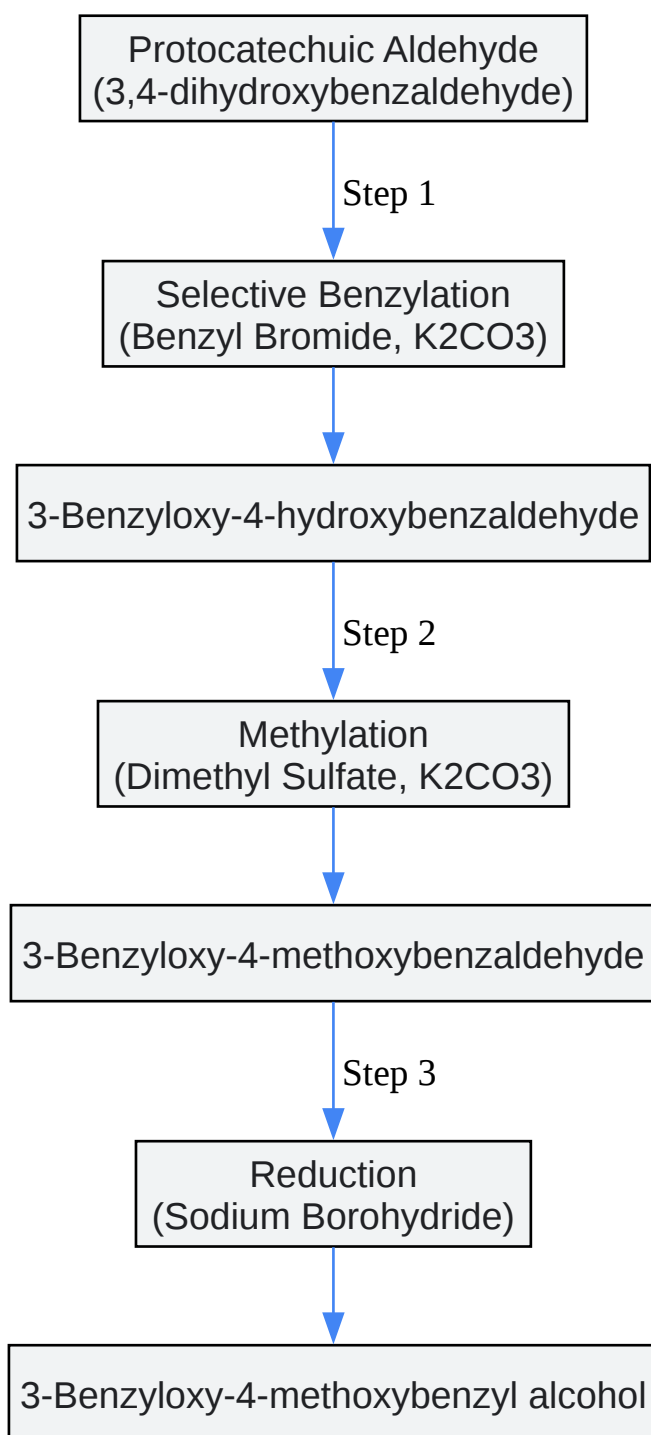 Protocatechuic Aldehyde
(3,4-dihydroxybenzaldehyde)
Step 1
Selective Benzylation
(Benzyl Bromide, K2CO3)
3-Benzyloxy-4-hydroxybenzaldehyde
Step 2
Methylation
(Dimethyl Sulfate, K2CO3)
3-Benzyloxy-4-methoxybenzaldehyde
Step 3
Reduction
(Sodium Borohydride)
3-Benzyloxy-4-methoxybenzyl alcohol